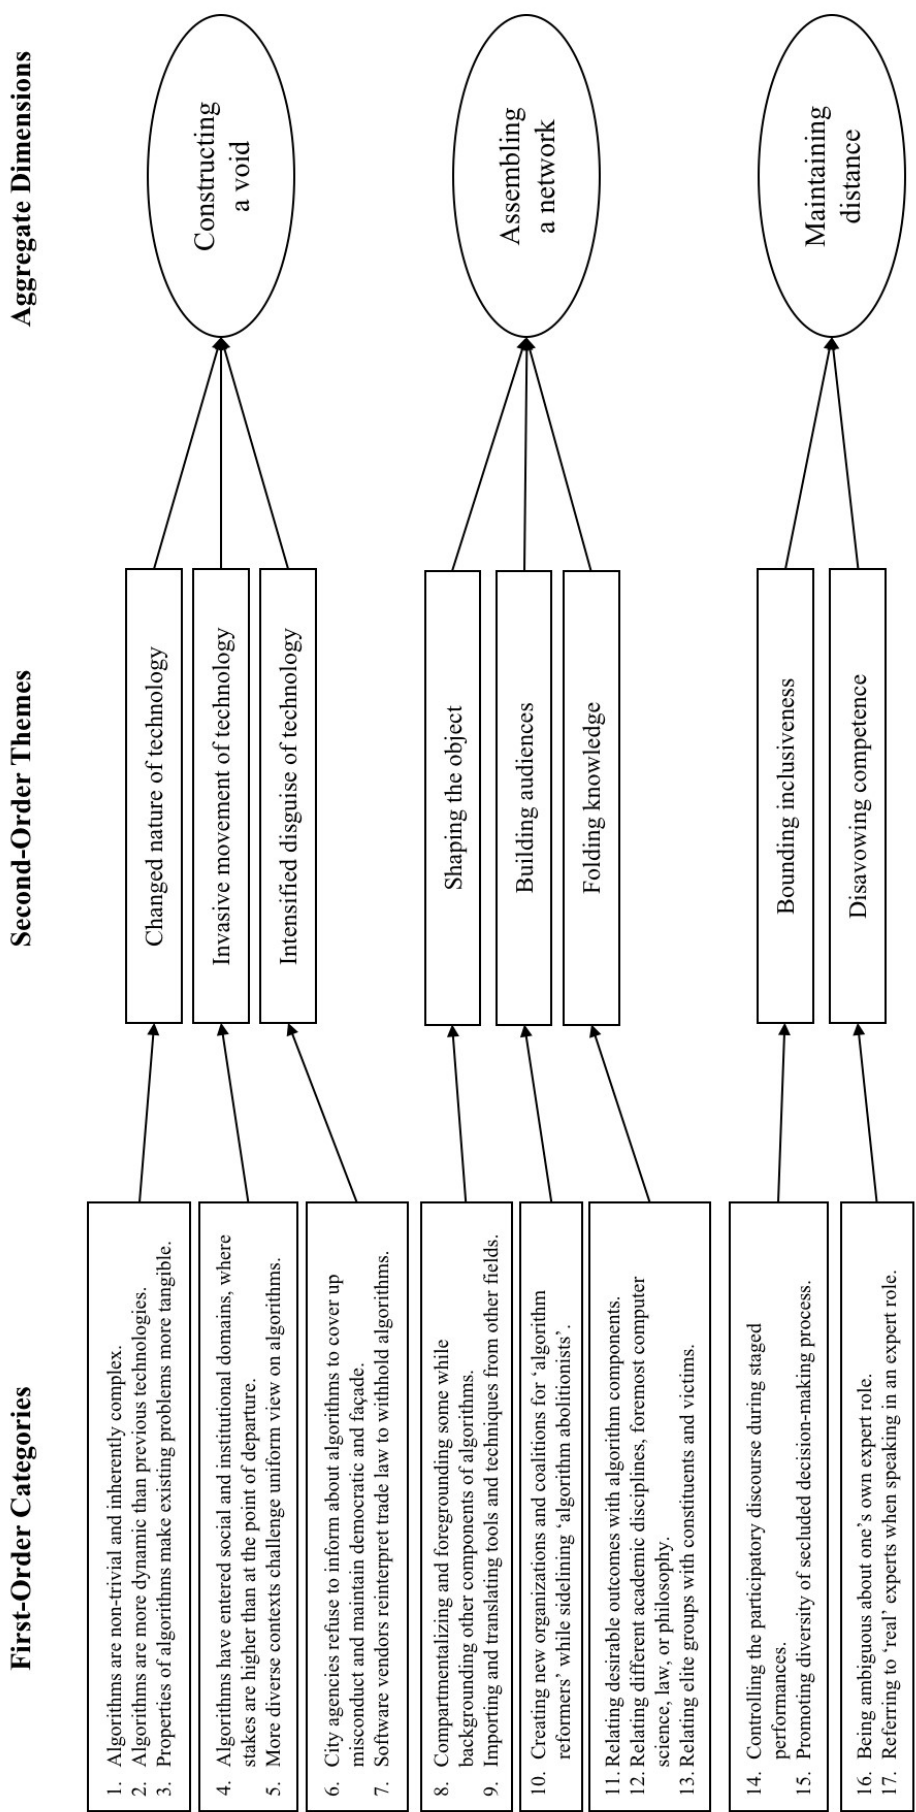 First-Order Categories
Second-Order Themes
Aggregate Dimensions
1. Algorithms are non-trivial and inherently complex.
2. Algorithms are more dynamic than previous technologies.
3. Properties of algorithms make existing problems more tangible.
Changed nature of technology
4. Algorithms have entered social and institutional domains, where
stakes are higher than at the point of departure.
5. More diverse contexts challenge uniform view on algorithms.
Invasive movement of technology
6. City agencies refuse to inform about algorithms to cover up
misconduct and maintain democratic and façade.
7. Software vendors reinterpret trade law to withhold algorithms.
Intensified disguise of technology
Constructing
a void
8. Compartmentalizing and foregrounding some while
backgrounding other components of algorithms.
9. Importing and translating tools and techniques from other fields.
Shaping the object
10. Creating new organizations and coalitions for ‘algorithm
reformers’ while sidelining ‘algorithm abolitionists’.
Building audiences
11. Relating desirable outcomes with algorithm components.
12. Relating different academic disciplines, foremost computer
science, law, or philosophy.
13. Relating elite groups with constituents and victims.
Folding knowledge
Assembling
a network
14. Controlling the participatory discourse during staged
performances.
15. Promoting diversity of secluded decision-making process.
Bounding inclusiveness
16. Being ambiguous about one’s own expert role.
17. Referring to ‘real’ experts when speaking in an expert role.
Disavowing competence
Maintaining
distance